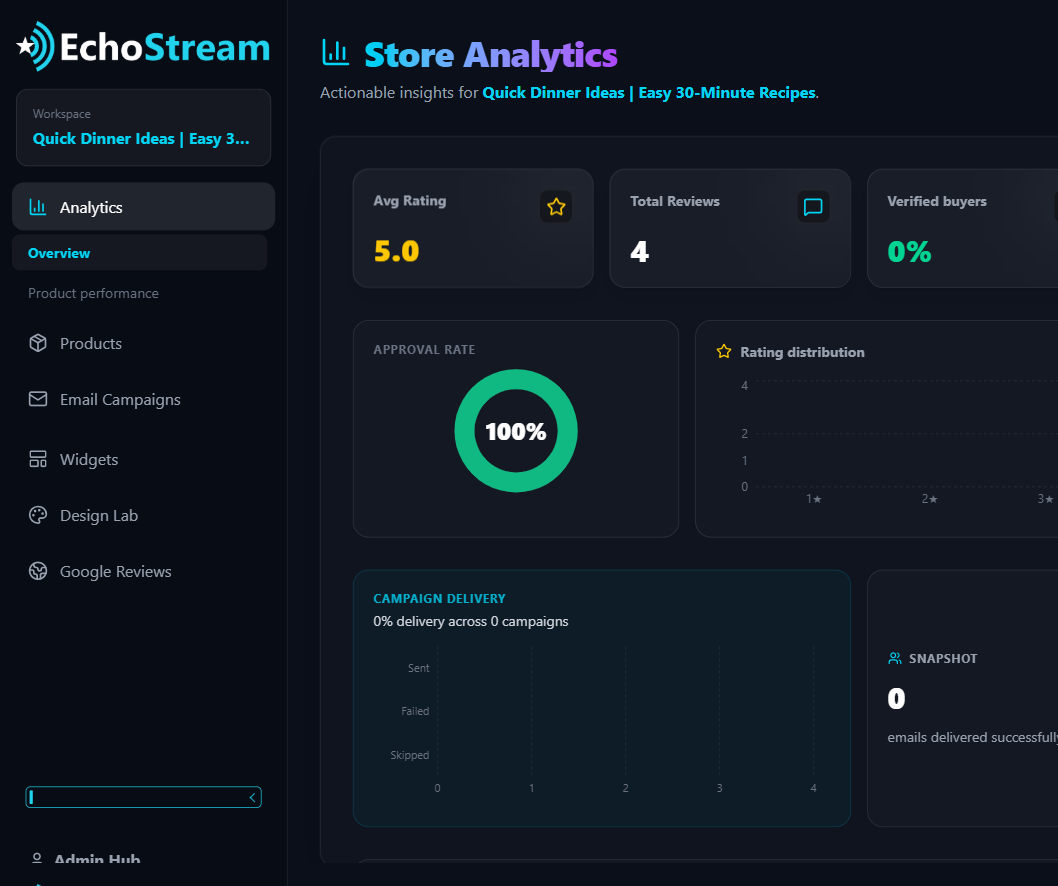 EchoStream
Workspace
Quick Dinner Ideas | Easy 3...
Analytics
Overview
Product performance
Products
Email Campaigns
Widgets
Design Lab
Google Reviews
Admin Hub
Store Analytics
Actionable insights for Quick Dinner Ideas | Easy 30-Minute Recipes.
Avg Rating
5.0
Total Reviews
4
Verified buyers
0%
APPROVAL RATE
100%
Rating distribution
4
2
1
0
1★
2★
3★
CAMPAIGN DELIVERY
0% delivery across 0 campaigns
Sent
Failed
Skipped
0
1
2
3
4
SNAPSHOT
0
emails delivered successfully